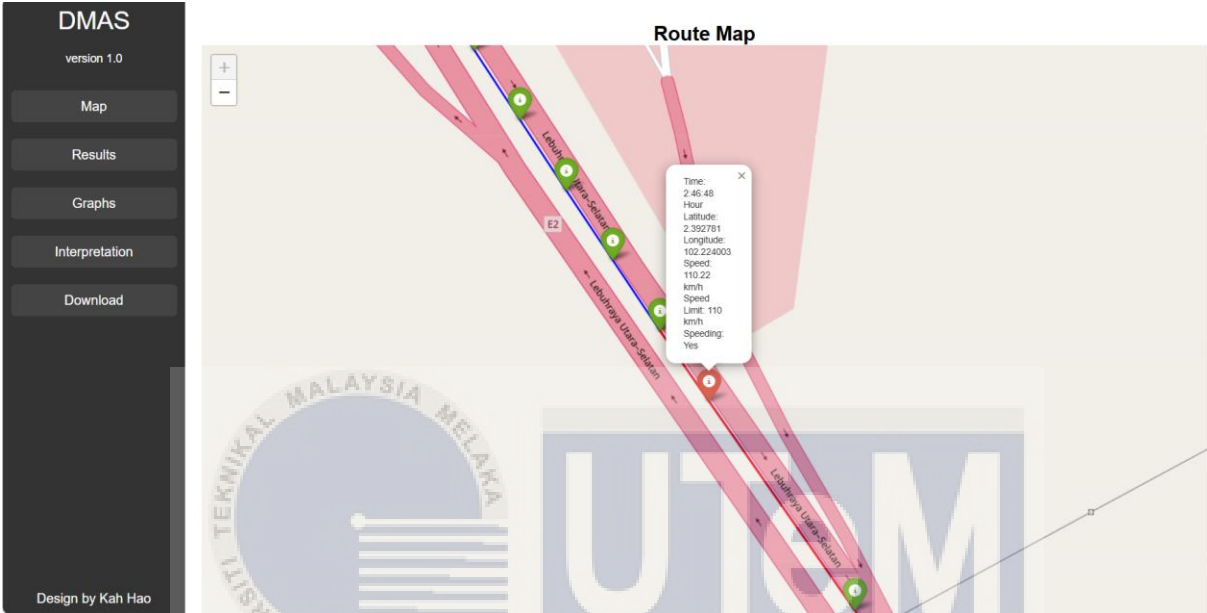 DMAS
version 1.0
Map
Results
Graphs
Interpretation
Download
Design by Kah Hao
Route Map
+
−
Lebuhraya Utara-Selatan
E2
Lebuhraya Utara-Selatan
Time:
2:46:48
Hour
Latitude:
2.392781
Longitude:
102.224003
Speed:
110.22
km/h
Speed
Limit: 110
km/h
Speeding:
Yes
×
Lebuhraya Utara-Selatan
TEKNIKAL MALAYSIA MELAKA
UTeM